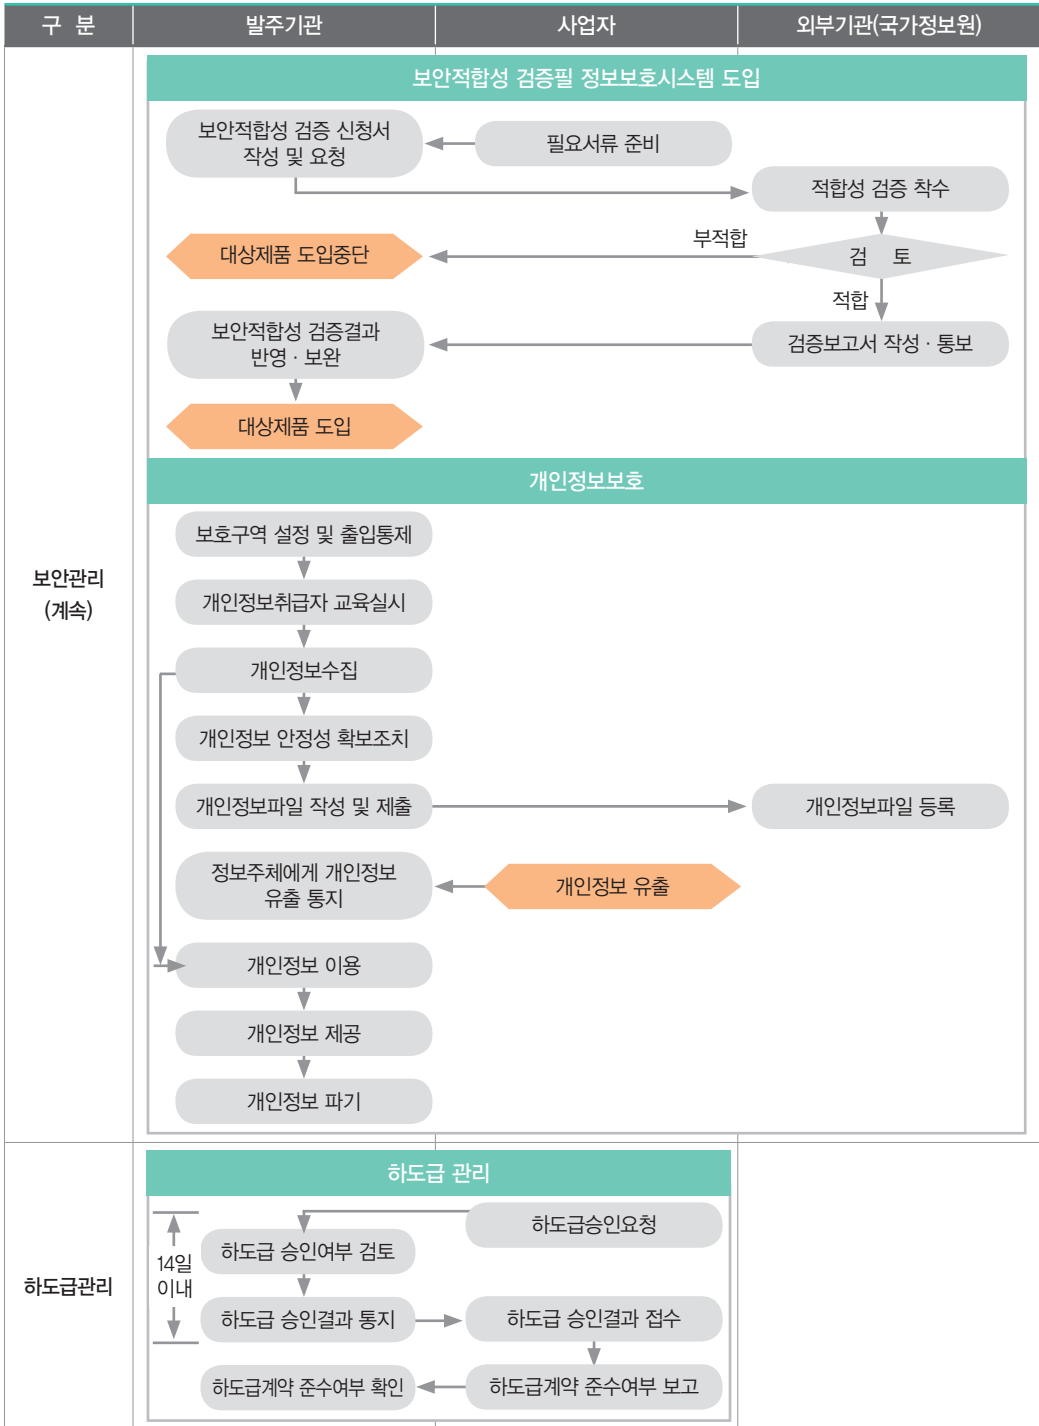 구 분
발주기관
사업자
외부기관(국가정보원)
보안관리
(계속)
보안적합성 검증필 정보보호시스템 도입
보안적합성 검증 신청서
작성 및 요청
필요서류 준비
적합성 검증 착수
부적합
검 토
대상제품 도입중단
적합
보안적합성 검증결과
반영 · 보완
검증보고서 작성 · 통보
대상제품 도입
개인정보보호
보호구역 설정 및 출입통제
개인정보취급자 교육실시
개인정보수집
개인정보 안정성 확보조치
개인정보파일 작성 및 제출
개인정보파일 등록
정보주체에게 개인정보
유출 통지
개인정보 유출
개인정보 이용
개인정보 제공
개인정보 파기
하도급관리
하도급 관리
하도급승인요청
14일
이내
하도급 승인여부 검토
하도급 승인결과 통지
하도급 승인결과 접수
하도급계약 준수여부 확인
하도급계약 준수여부 보고